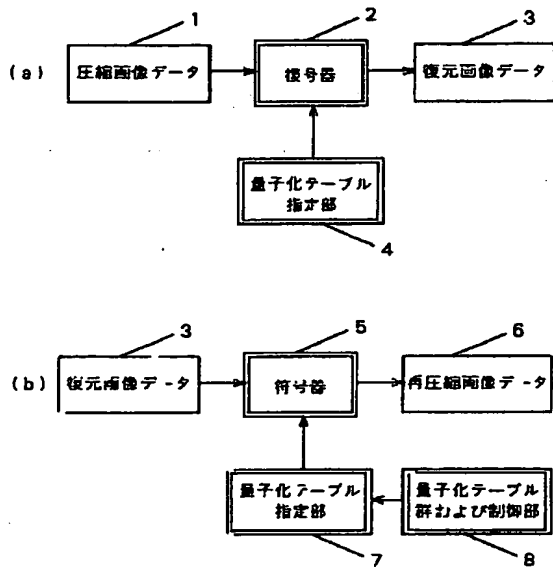 1 2 3
(a) 圧縮画像データ 復号器 復元画像データ
量子化テーブル
指定部
4
3 5 6
(b) 復元画像データ 符号器 再圧縮画像データ
量子化テーブル 量子化テーブル
指定部 群および制御部
7 8